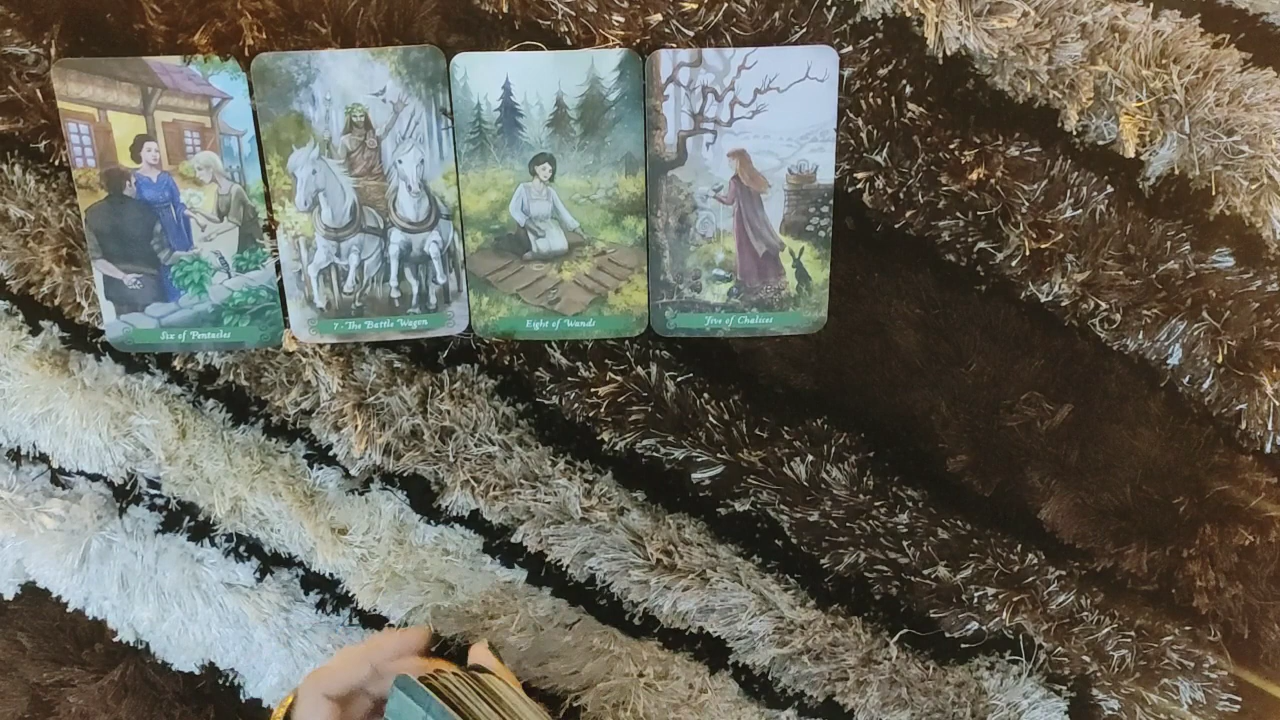 Six of Pentacles
7 - The Battle Wagon
Eight of Wands
Five of Chalices